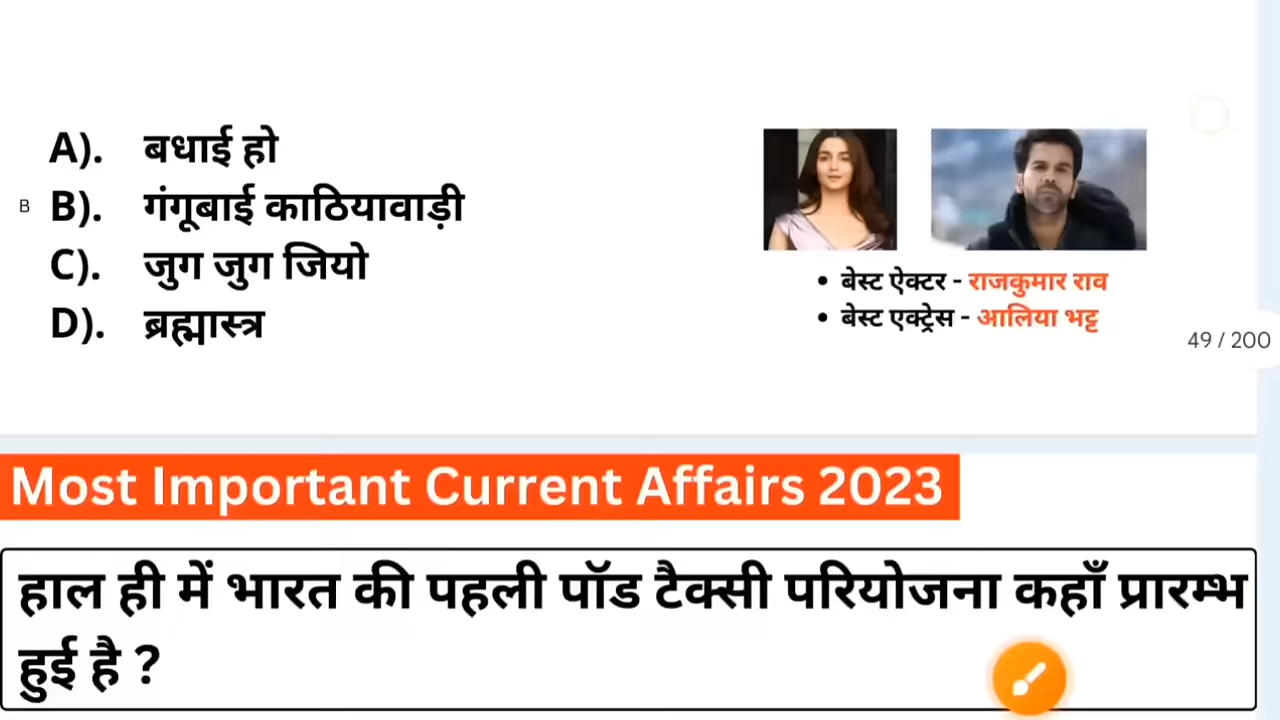 A). बधाई हो
B B). गंगूबाई काठियावाड़ी
C). जुग जुग जियो
D). ब्रह्मास्त्र
• बेस्ट ऐक्टर - राजकुमार राव
• बेस्ट एक्ट्रेस - आलिया भट्ट
49 / 200
Most Important Current Affairs 2023
हाल ही में भारत की पहली पॉड टैक्सी परियोजना कहाँ प्रारम्भ
हुई है ?